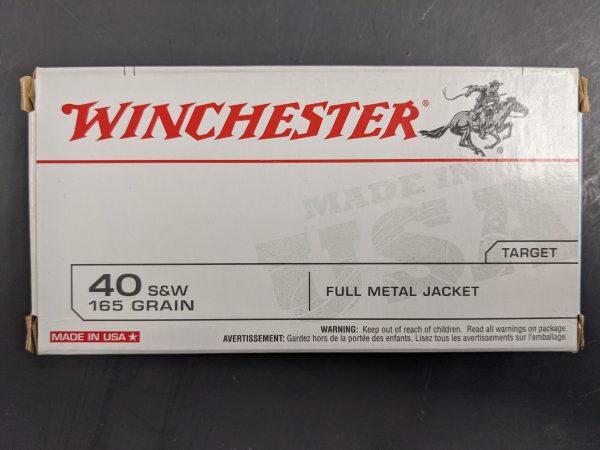 WINCHESTER®
®
MADE IN
USA
TARGET
40 S&W
165 GRAIN
FULL METAL JACKET
MADE IN USA ★
WARNING: Keep out of reach of children. Read all warnings on package.
AVERTISSEMENT: Gardez hors de la portée des enfants. Lisez tous les avertissements sur l'emballage.